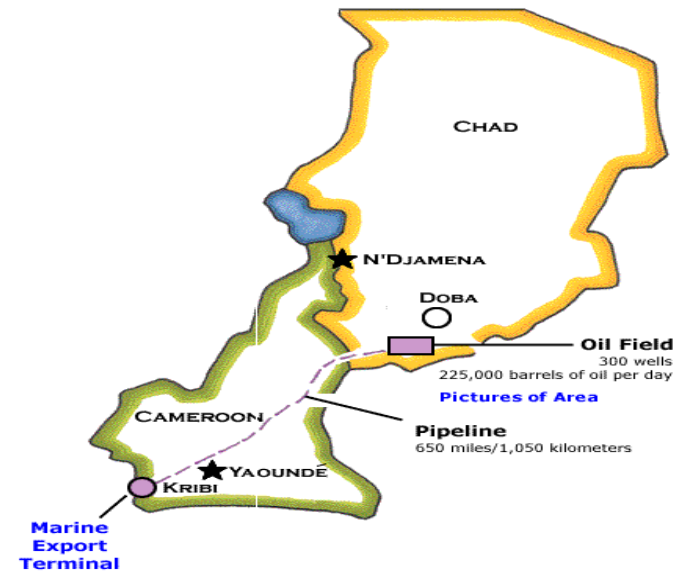 CHAD
N'DJAMENA
DOBA
Oil Field
300 wells
225,000 barrels of oil per day
Pictures of Area
CAMEROON
Pipeline
650 miles/1,050 kilometers
YAOUNDÉ
KRIBI
Marine
Export
Terminal